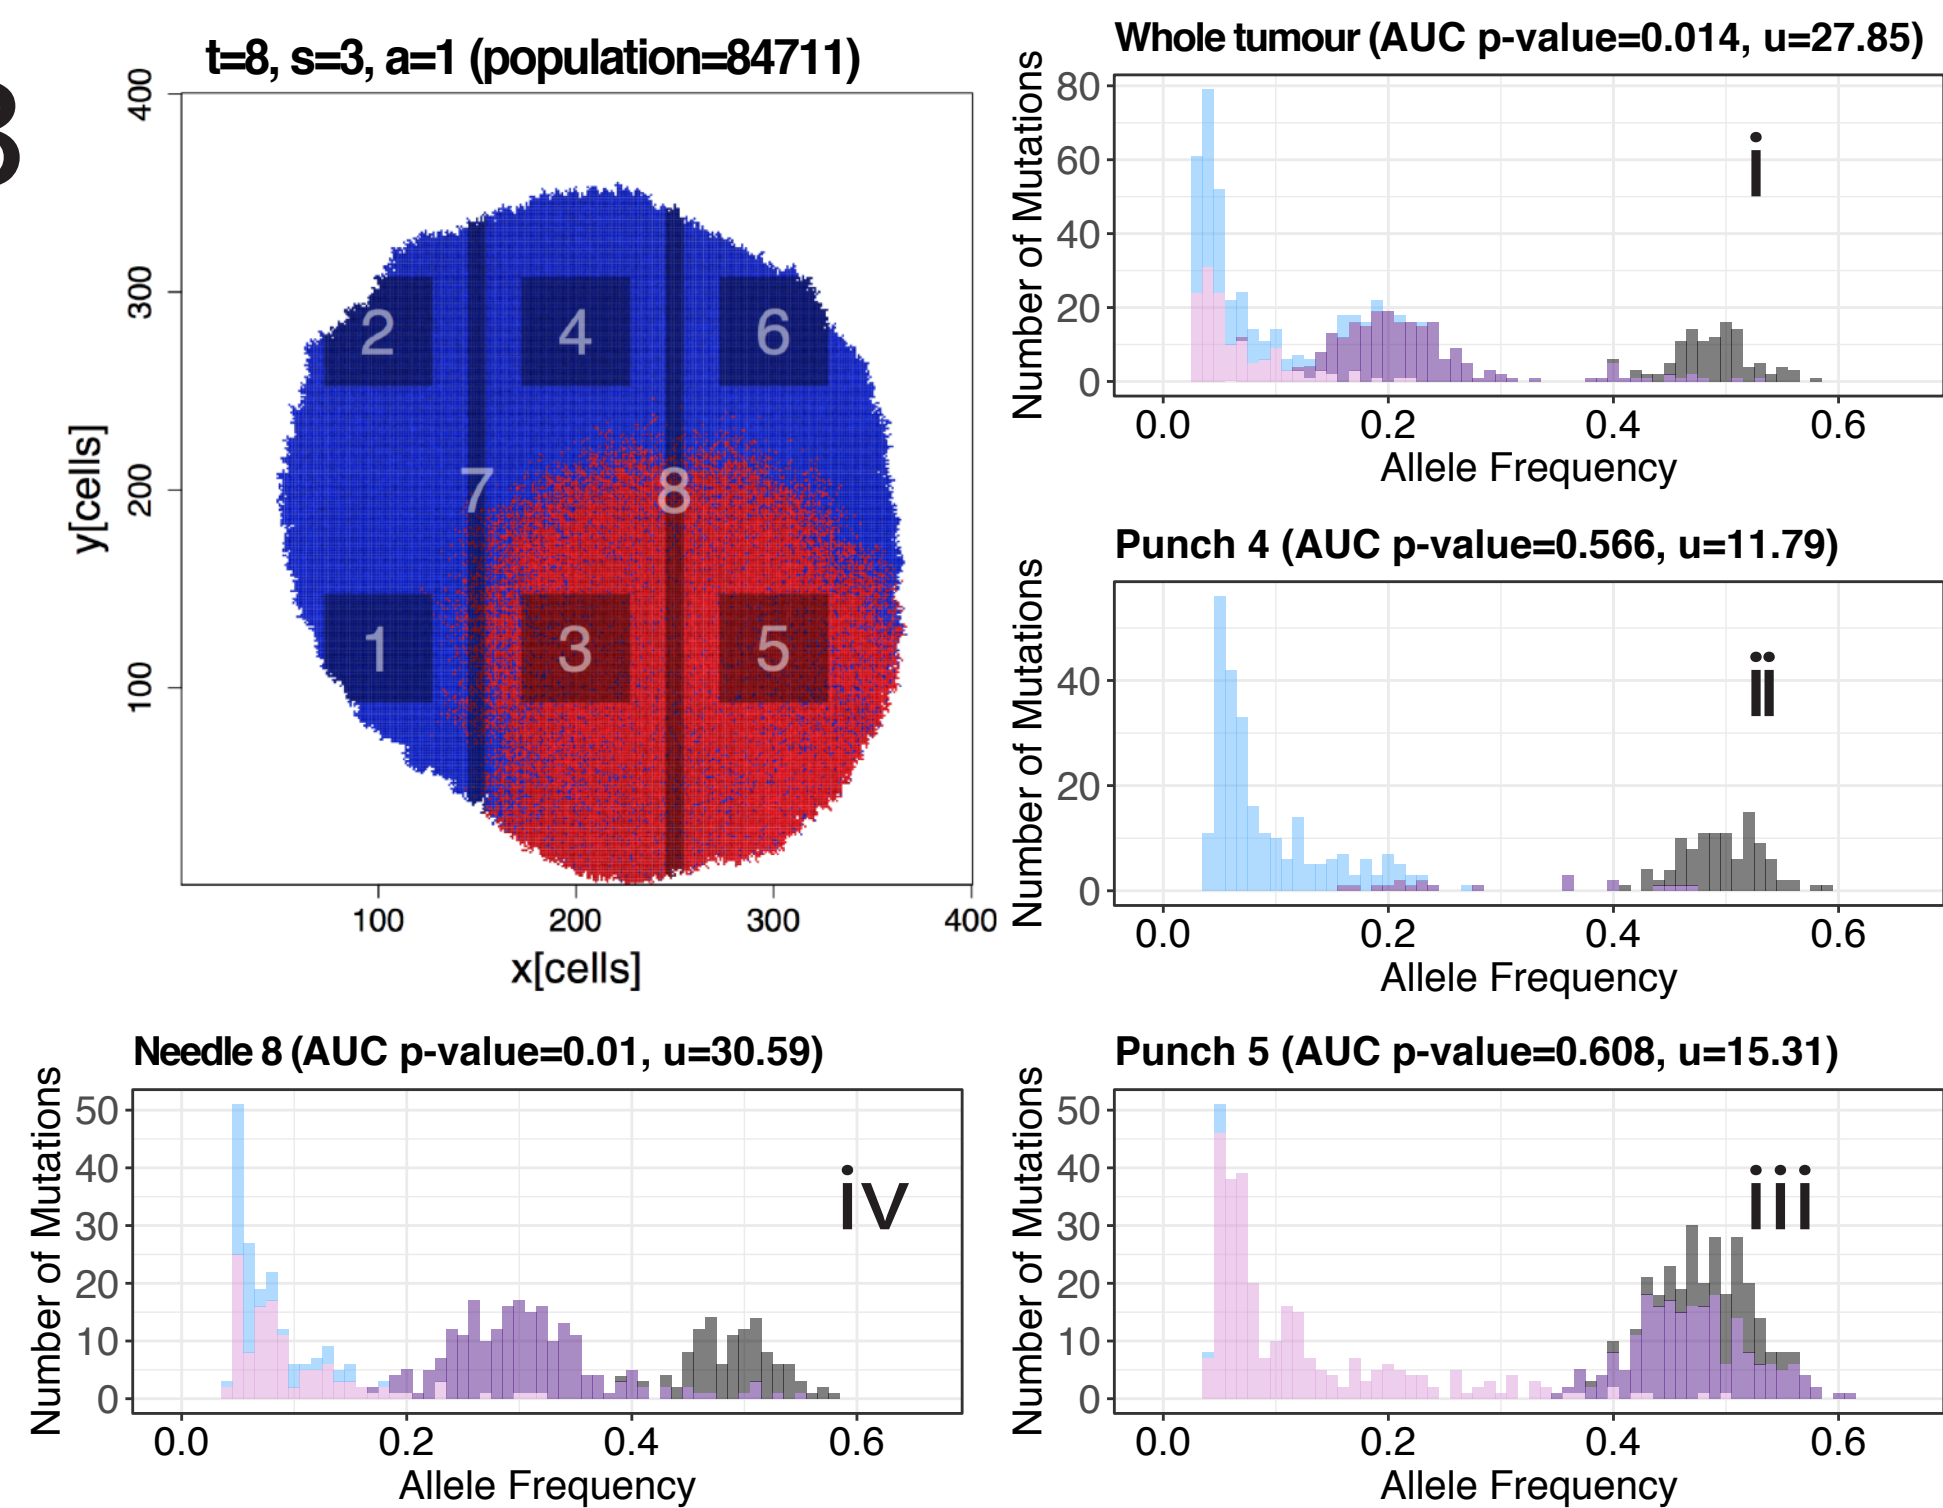 B
t=8, s=3, a=1 (population=84711)
400
300
200
100
y[cells]
2
4
6
7
8
1
3
5
100
200
300
400
x[cells]
Whole tumour (AUC p-value=0.014, u=27.85)
Number of Mutations
80
60
40
20
0
i
0.0
0.2
0.4
0.6
Allele Frequency
Punch 4 (AUC p-value=0.566, u=11.79)
Number of Mutations
40
20
0
ii
0.0
0.2
0.4
0.6
Allele Frequency
Needle 8 (AUC p-value=0.01, u=30.59)
Number of Mutations
50
40
30
20
10
0
iv
0.0
0.2
0.4
0.6
Allele Frequency
Punch 5 (AUC p-value=0.608, u=15.31)
Number of Mutations
50
40
30
20
10
0
iii
0.0
0.2
0.4
0.6
Allele Frequency